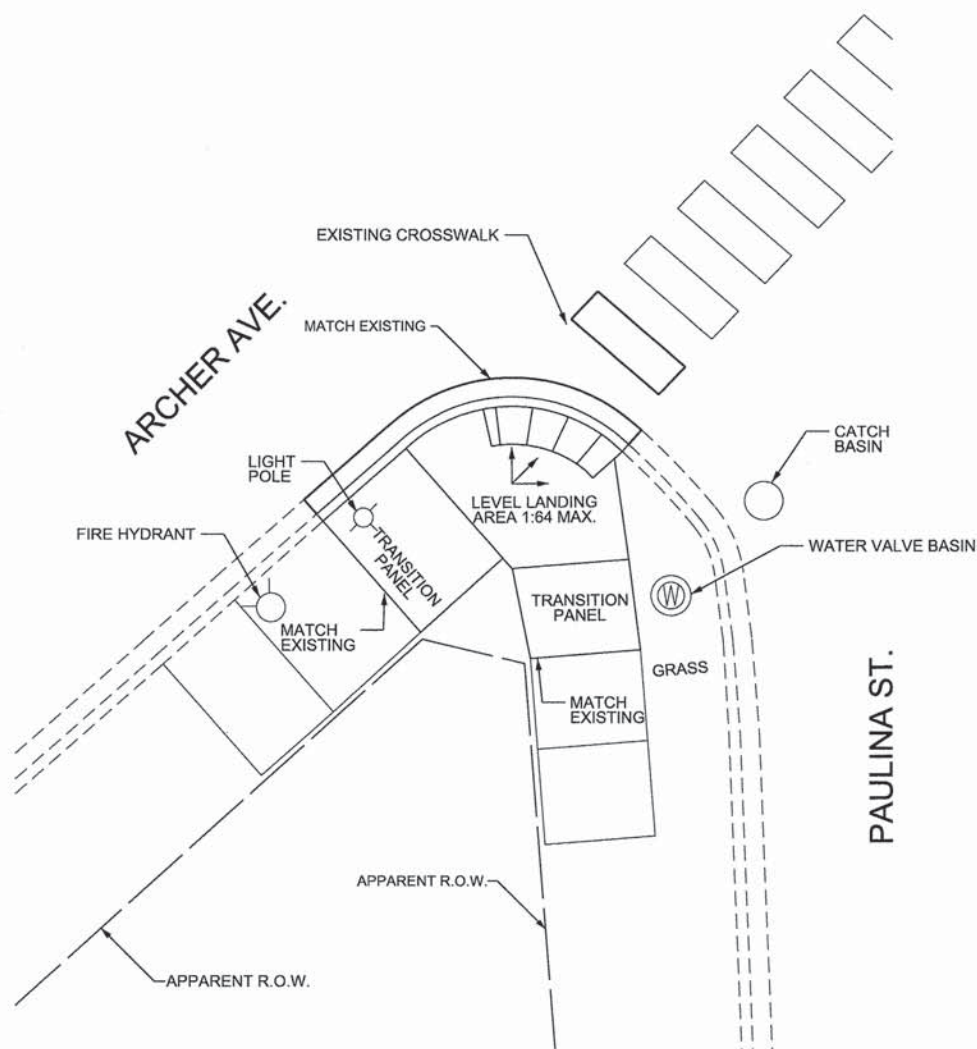 EXISTING CROSSWALK
MATCH EXISTING
ARCHER AVE.
LIGHT
POLE
CATCH
BASIN
LEVEL LANDING
AREA 1:64 MAX.
FIRE HYDRANT
TRANSITION
PANEL
WATER VALVE BASIN
W
TRANSITION
PANEL
MATCH
EXISTING
GRASS
MATCH
EXISTING
PAULINA ST.
APPARENT R.O.W.
APPARENT R.O.W.